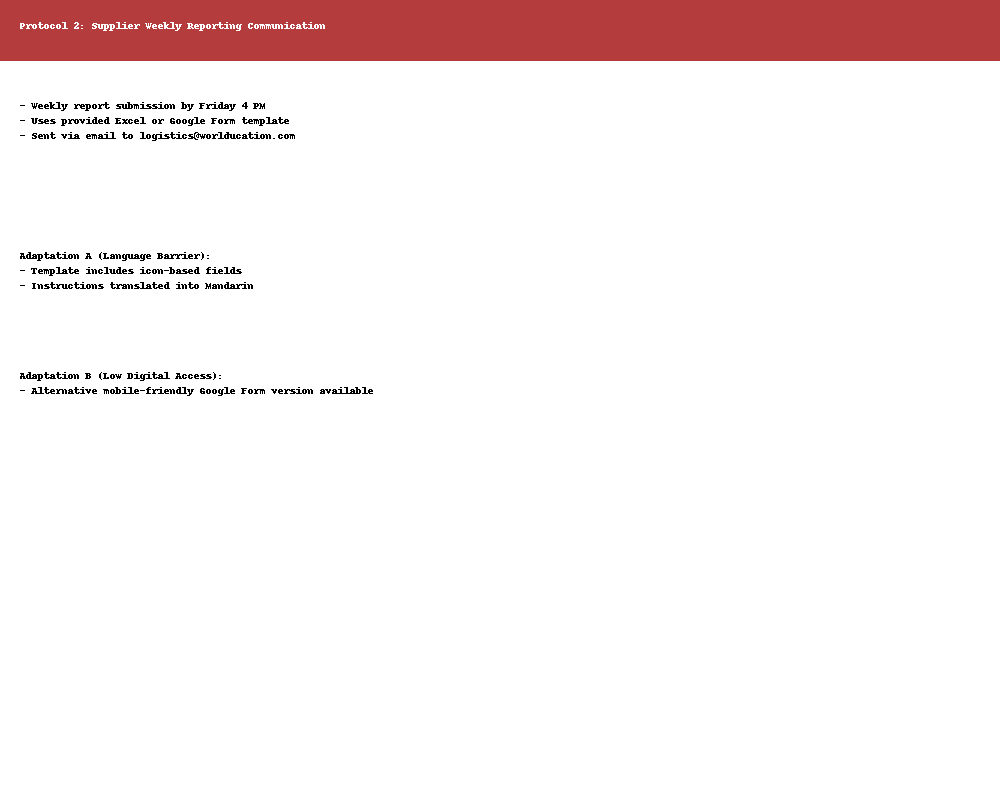 Protocol 2: Supplier Weekly Reporting Communication
- Weekly report submission by Friday 4 PM
- Uses provided Excel or Google Form template
- Sent via email to logistics@worlducation.com
Adaptation A (Language Barrier):
- Template includes icon-based fields
- Instructions translated into Mandarin
Adaptation B (Low Digital Access):
- Alternative mobile-friendly Google Form version available